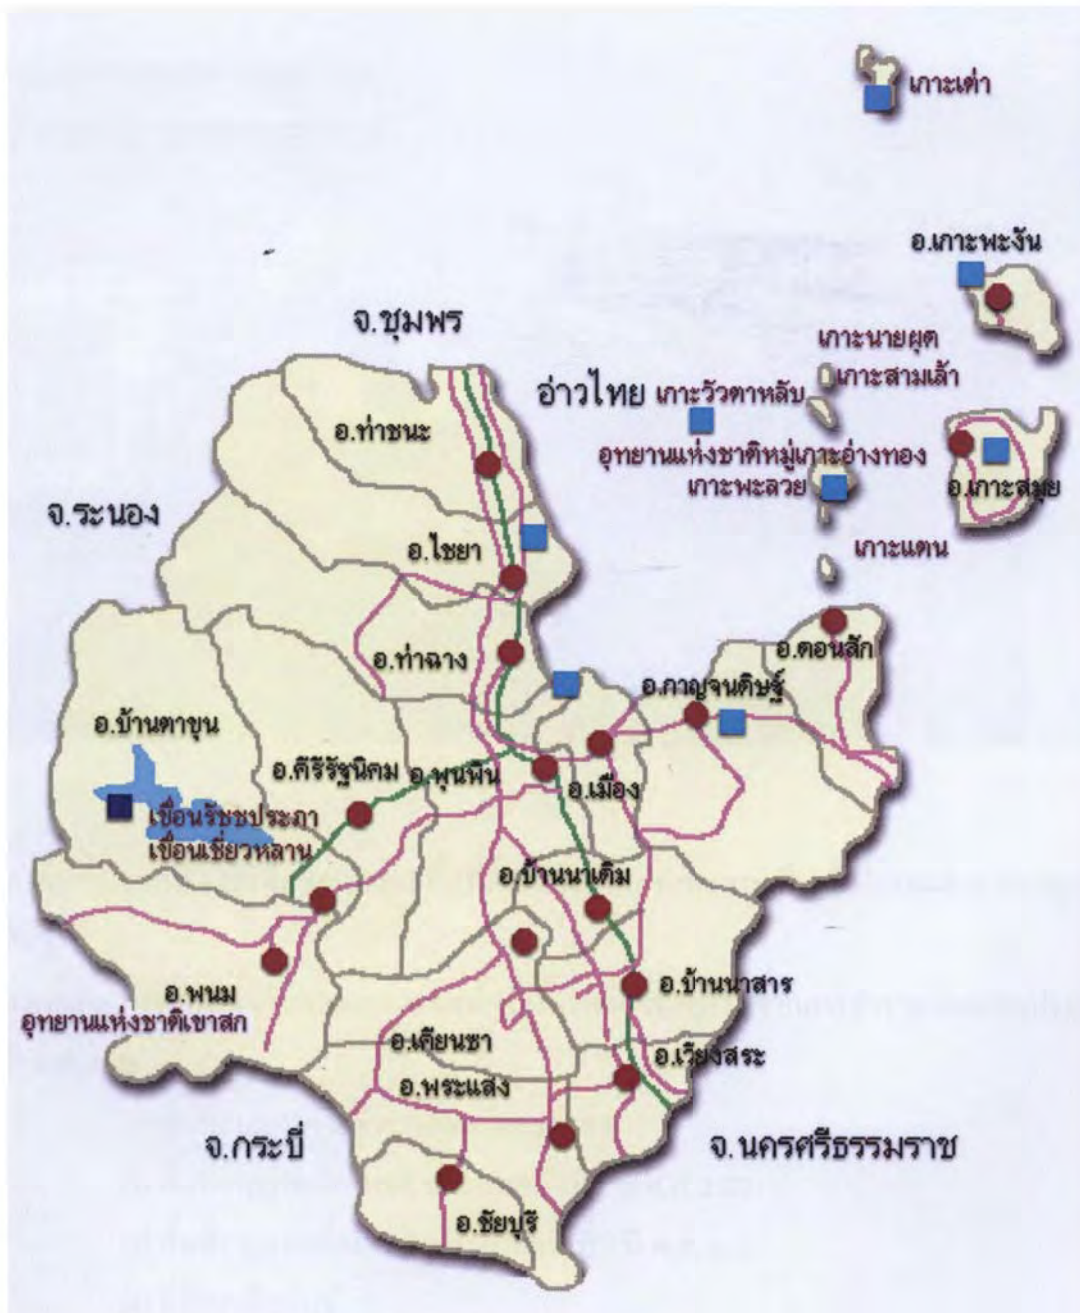 เกาะเต่า
อ.เกาะพะงัน
จ.ชุมพร
เกาะนายผุด
เกาะสามเส้า
อ่าวไทย
เกาะวัวตาหลับ
อ.ท่าชนะ
อุทยานแห่งชาติหมู่เกาะอ่างทอง
เกาะพะลวย
อ.เกาะสมุย
จ.ระนอง
อ.ไชยา
เกาะแตน
อ.ท่าฉาง
อ.ดอนสัก
อ.กาญจนดิษฐ์
อ.บ้านตาขุน
อ.คีรีรัฐนิคม
อ.พุนพิน
อ.เมือง
เขื่อนรัชชประภา
เขื่อนเชี่ยวหลาน
อ.บ้านนาเดิม
อ.พนม
อุทยานแห่งชาติเขาสก
อ.บ้านนาสาร
อ.เคียนซา
อ.เวียงสระ
อ.พระแสง
จ.กระบี่
จ.นครศรีธรรมราช
อ.ชัยบุรี